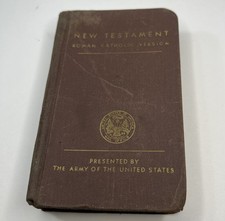 NEW TESTAMENT
ROMAN CATHOLIC VERSION
PRESENTED BY
THE ARMY OF THE UNITED STATES